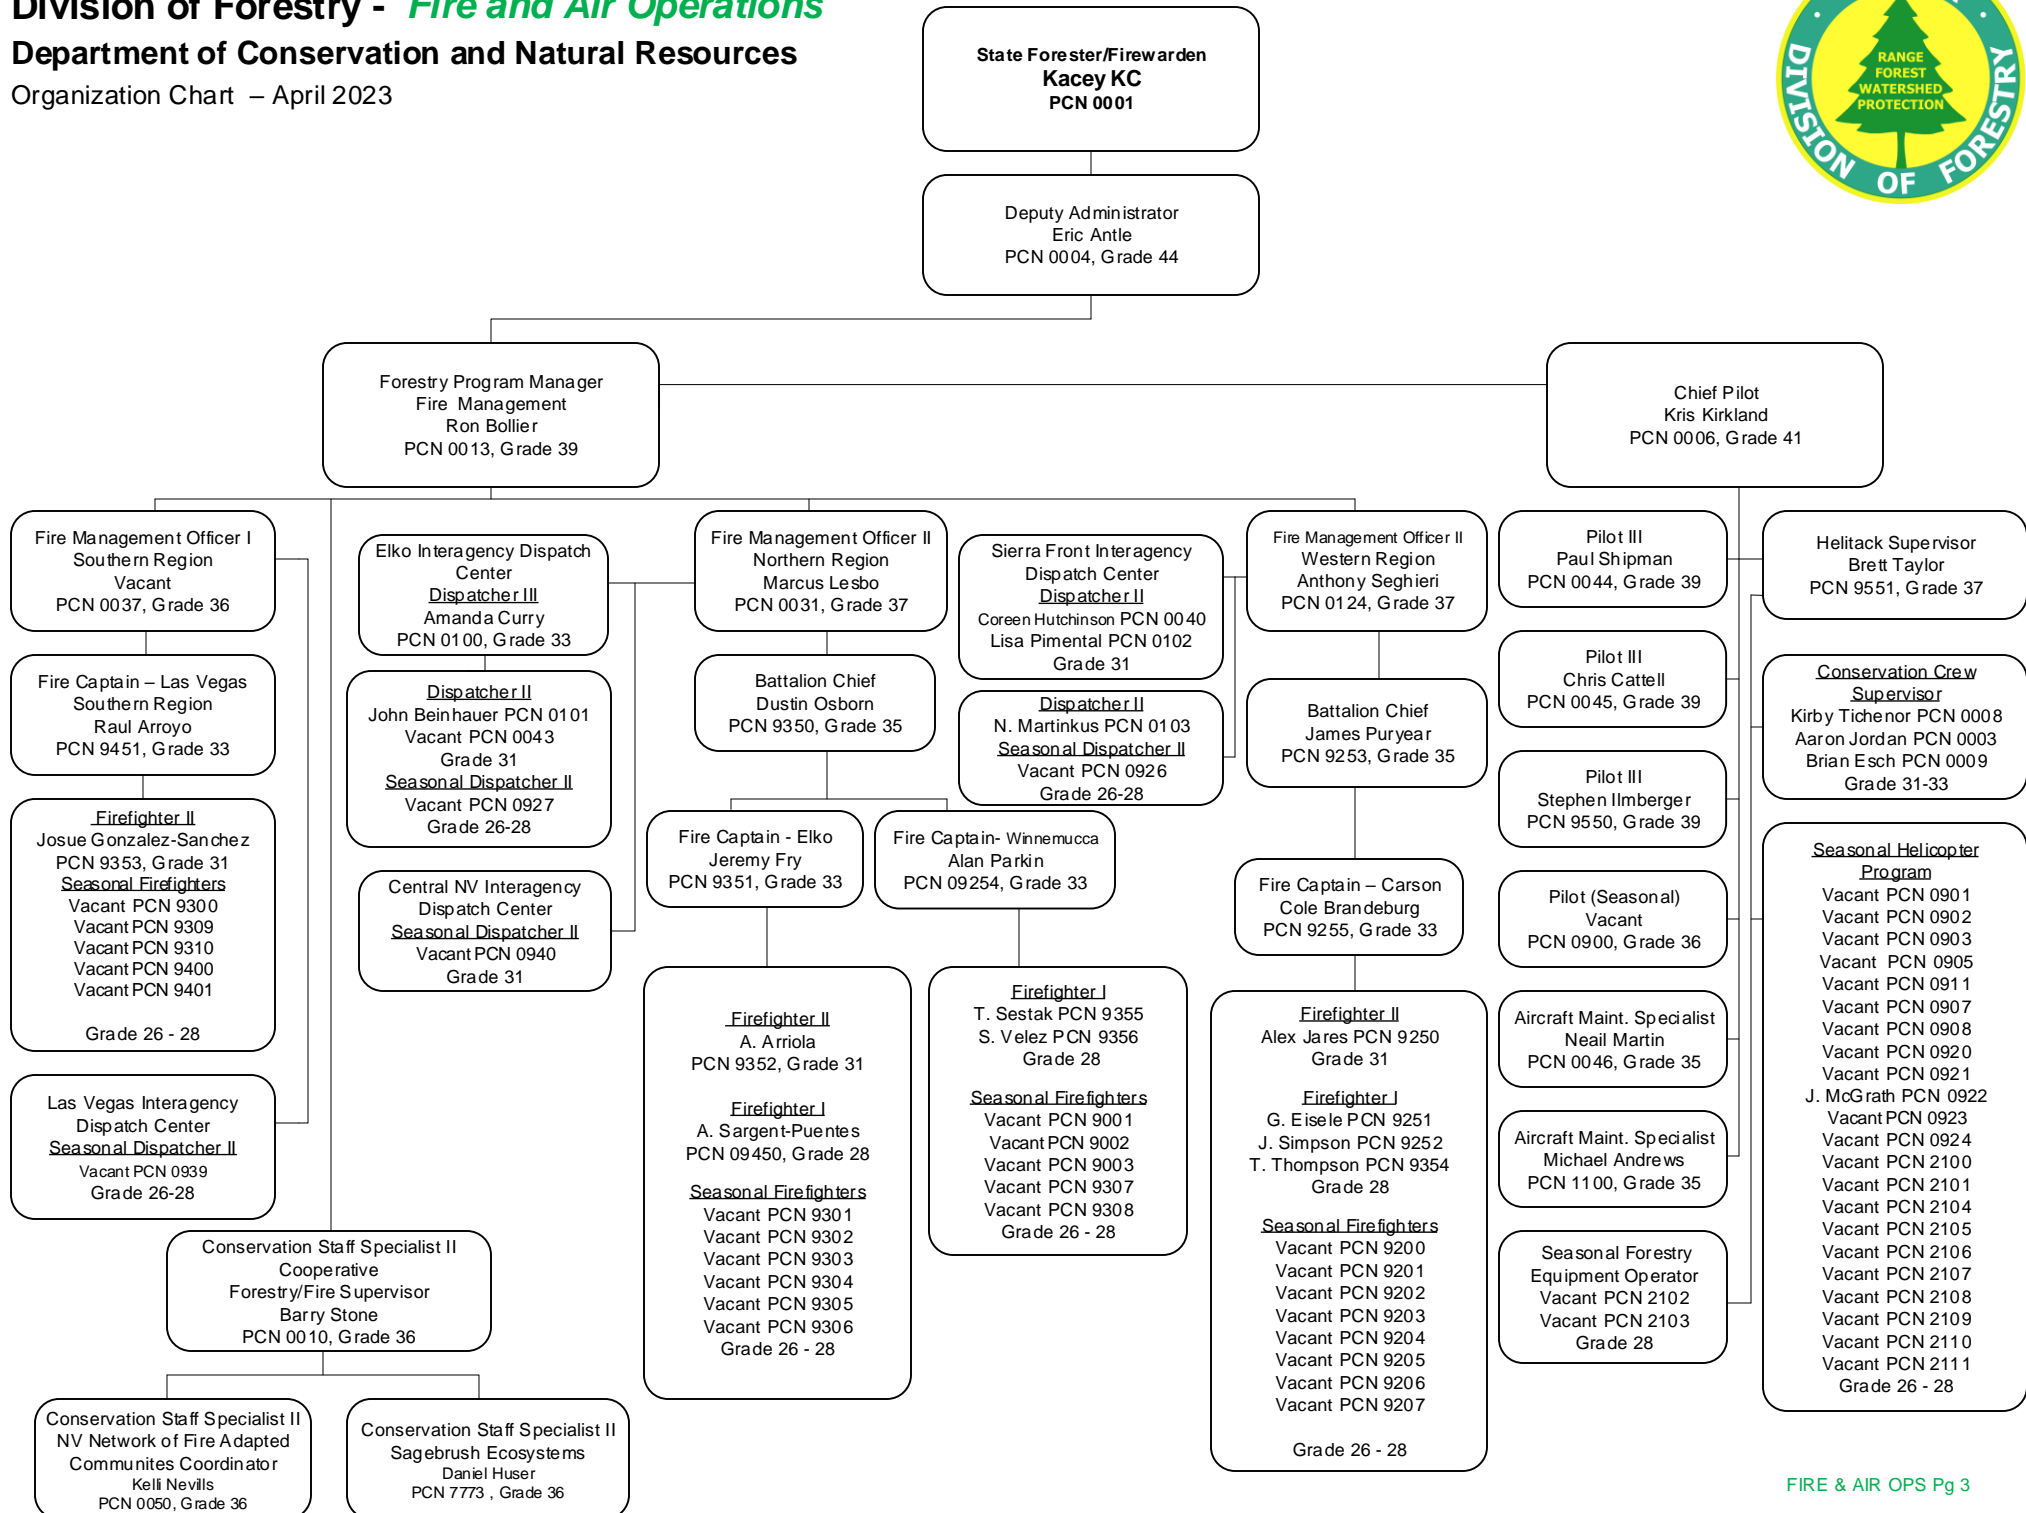 Division of Forestry - Fire and Air Operations
Department of Conservation and Natural Resources
Organization Chart – April 2023
RANGE
FOREST
WATERSHED
PROTECTION
DIVISION OF FORESTRY
State Forester/Firewarden
Kacey KC
PCN 0001
Deputy Administrator
Eric Antle
PCN 0004, Grade 44
Forestry Program Manager
Fire Management
Ron Bollier
PCN 0013, Grade 39
Chief Pilot
Kris Kirkland
PCN 0006, Grade 41
Fire Management Officer I
Southern Region
Vacant
PCN 0037, Grade 36
Fire Captain – Las Vegas
Southern Region
Raul Arroyo
PCN 9451, Grade 33
Firefighter II
Josue Gonzalez-Sanchez
PCN 9353, Grade 31
Seasonal Firefighters
Vacant PCN 9300
Vacant PCN 9309
Vacant PCN 9310
Vacant PCN 9400
Vacant PCN 9401
Grade 26 - 28
Las Vegas Interagency
Dispatch Center
Seasonal Dispatcher II
Vacant PCN 0939
Grade 26-28
Conservation Staff Specialist II
Cooperative
Forestry/Fire Supervisor
Barry Stone
PCN 0010, Grade 36
Conservation Staff Specialist II
NV Network of Fire Adapted
Communites Coordinator
Kelli Nevills
PCN 0050, Grade 36
Conservation Staff Specialist II
Sagebrush Ecosystems
Daniel Huser
PCN 7773 , Grade 36
Elko Interagency Dispatch
Center
Dispatcher III
Amanda Curry
PCN 0100, Grade 33
Dispatcher II
John Beinhauer PCN 0101
Vacant PCN 0043
Grade 31
Seasonal Dispatcher II
Vacant PCN 0927
Grade 26-28
Central NV Interagency
Dispatch Center
Seasonal Dispatcher II
Vacant PCN 0940
Grade 31
Fire Management Officer II
Northern Region
Marcus Lesbo
PCN 0031, Grade 37
Battalion Chief
Dustin Osborn
PCN 9350, Grade 35
Fire Captain - Elko
Jeremy Fry
PCN 9351, Grade 33
Fire Captain- Winnemucca
Alan Parkin
PCN 09254, Grade 33
Firefighter II
A. Arriola
PCN 9352, Grade 31
Firefighter I
A. Sargent-Puentes
PCN 09450, Grade 28
Seasonal Firefighters
Vacant PCN 9301
Vacant PCN 9302
Vacant PCN 9303
Vacant PCN 9304
Vacant PCN 9305
Vacant PCN 9306
Grade 26 - 28
Firefighter I
T. Sestak PCN 9355
S. Velez PCN 9356
Grade 28
Seasonal Firefighters
Vacant PCN 9001
Vacant PCN 9002
Vacant PCN 9003
Vacant PCN 9307
Vacant PCN 9308
Grade 26 - 28
Sierra Front Interagency
Dispatch Center
Dispatcher II
Coreen Hutchinson PCN 0040
Lisa Pimental PCN 0102
Grade 31
Dispatcher II
N. Martinkus PCN 0103
Seasonal Dispatcher II
Vacant PCN 0926
Grade 26-28
Fire Management Officer II
Western Region
Anthony Seghieri
PCN 0124, Grade 37
Battalion Chief
James Puryear
PCN 9253, Grade 35
Fire Captain – Carson
Cole Brandeburg
PCN 9255, Grade 33
Firefighter II
Alex Jares PCN 9250
Grade 31
Firefighter I
G. Eisele PCN 9251
J. Simpson PCN 9252
T. Thompson PCN 9354
Grade 28
Seasonal Firefighters
Vacant PCN 9200
Vacant PCN 9201
Vacant PCN 9202
Vacant PCN 9203
Vacant PCN 9204
Vacant PCN 9205
Vacant PCN 9206
Vacant PCN 9207
Grade 26 - 28
Pilot III
Paul Shipman
PCN 0044, Grade 39
Pilot III
Chris Cattell
PCN 0045, Grade 39
Pilot III
Stephen Ilmberger
PCN 9550, Grade 39
Pilot (Seasonal)
Vacant
PCN 0900, Grade 36
Aircraft Maint. Specialist
Neail Martin
PCN 0046, Grade 35
Aircraft Maint. Specialist
Michael Andrews
PCN 1100, Grade 35
Seasonal Forestry
Equipment Operator
Vacant PCN 2102
Vacant PCN 2103
Grade 28
Helitack Supervisor
Brett Taylor
PCN 9551, Grade 37
Conservation Crew
Supervisor
Kirby Tichenor PCN 0008
Aaron Jordan PCN 0003
Brian Esch PCN 0009
Grade 31-33
Seasonal Helicopter
Program
Vacant PCN 0901
Vacant PCN 0902
Vacant PCN 0903
Vacant PCN 0905
Vacant PCN 0911
Vacant PCN 0907
Vacant PCN 0908
Vacant PCN 0920
Vacant PCN 0921
J. McGrath PCN 0922
Vacant PCN 0923
Vacant PCN 0924
Vacant PCN 2100
Vacant PCN 2101
Vacant PCN 2104
Vacant PCN 2105
Vacant PCN 2106
Vacant PCN 2107
Vacant PCN 2108
Vacant PCN 2109
Vacant PCN 2110
Vacant PCN 2111
Grade 26 - 28
FIRE & AIR OPS Pg 3